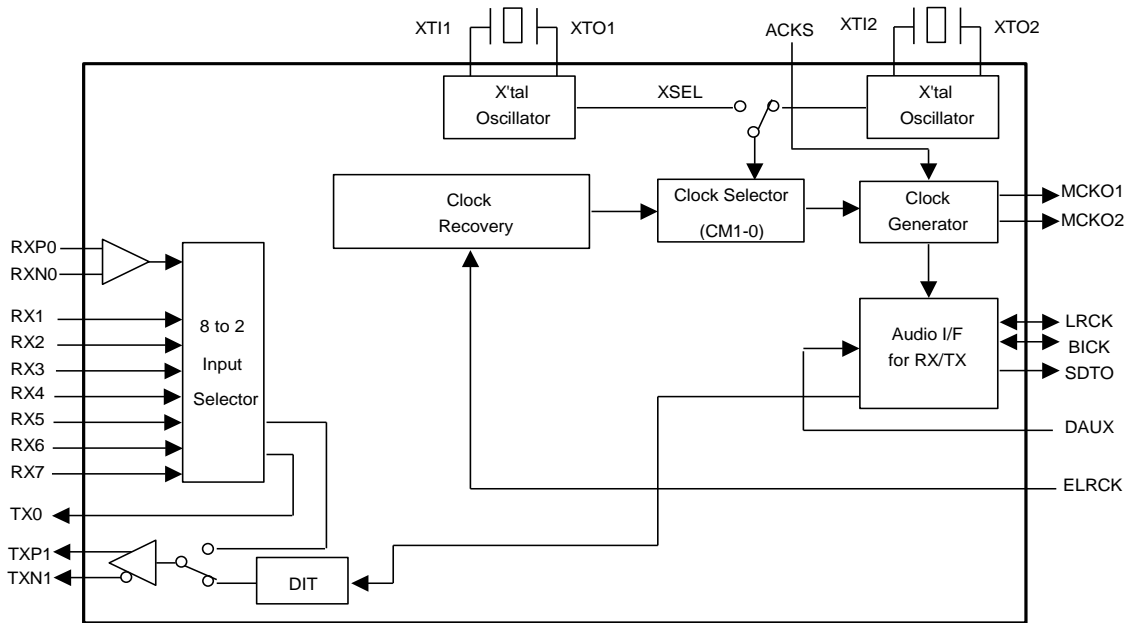 XTI1
XTO1
ACKS
XTI2
XTO2
X'tal
Oscillator
XSEL
X'tal
Oscillator
Clock
Recovery
Clock Selector
(CM1-0)
Clock
Generator
MCKO1
MCKO2
RXP0
RXN0
RX1
RX2
RX3
RX4
RX5
RX6
RX7
8 to 2
Input
Selector
Audio I/F
for RX/TX
LRCK
BICK
SDTO
DAUX
ELRCK
TX0
TXP1
TXN1
DIT